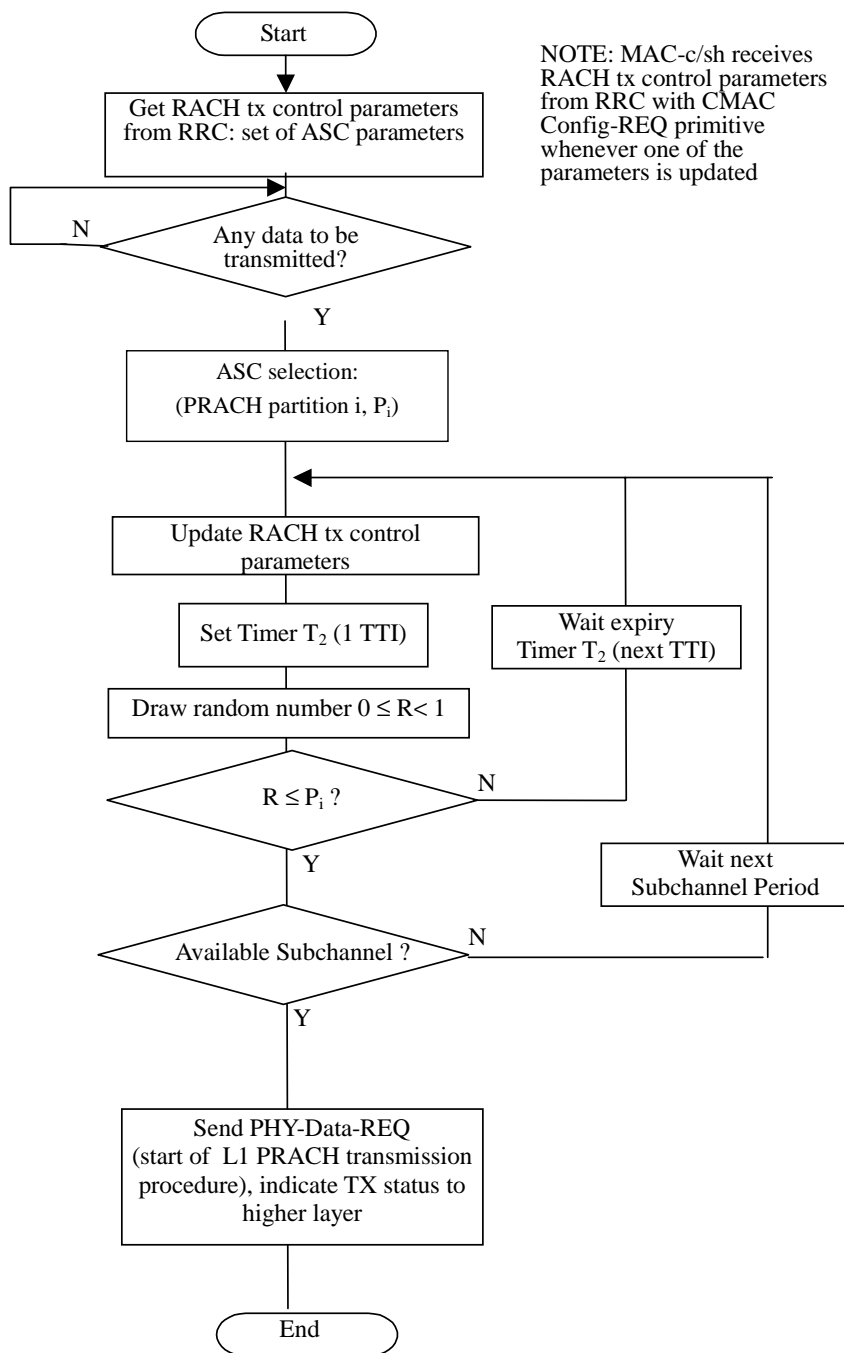 Start
NOTE: MAC-c/sh receives
RACH tx control parameters
from RRC with CMAC
Config-REQ primitive
whenever one of the
parameters is updated
Get RACH tx control parameters
from RRC: set of ASC parameters
N
Any data to be
transmitted?
Y
ASC selection:
(PRACH partition i, Pi)
Update RACH tx control
parameters
Set Timer T2 (1 TTI)
Wait expiry
Timer T2 (next TTI)
Draw random number 0 ≤ R< 1
R ≤ Pi ?
N
Y
Wait next
Subchannel Period
Available Subchannel ?
N
Y
Send PHY-Data-REQ
(start of L1 PRACH transmission
procedure), indicate TX status to
higher layer
End